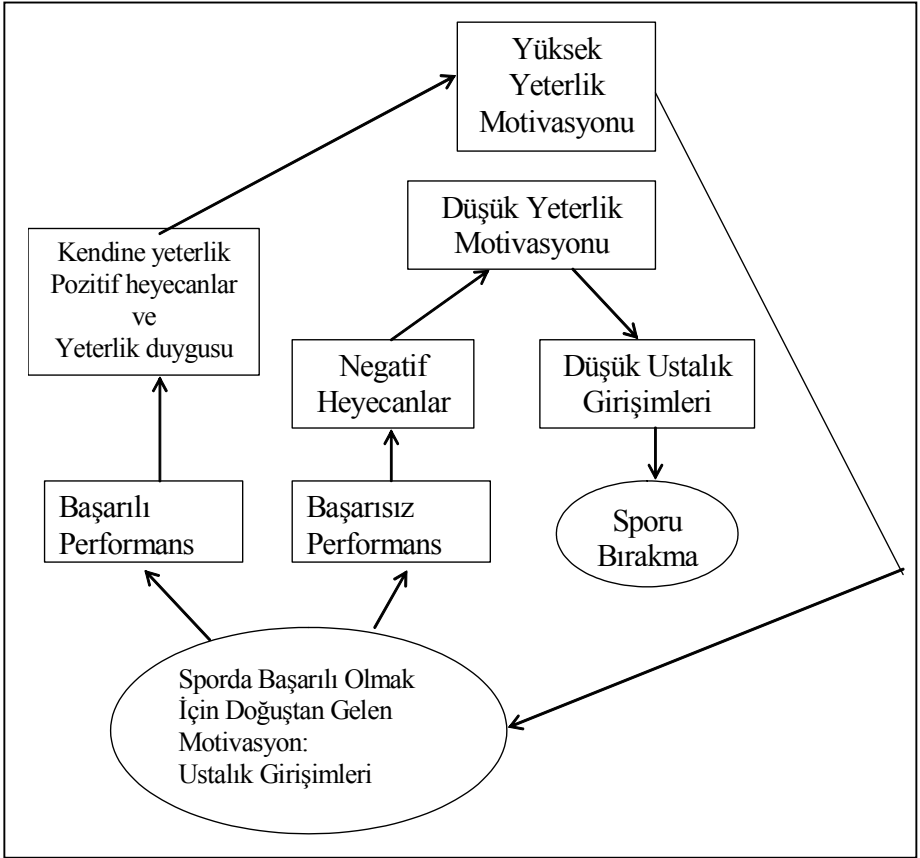 Yüksek
Yeterlik
Motivasyonu
Düşük Yeterlik
Motivasyonu
Kendine yeterlik
Pozitif heyecanlar
ve
Yeterlik duygusu
Negatif
Heyecanlar
Düşük Ustalık
Girişimleri
Başarılı
Performans
Başarısız
Performans
Sporu
Bırakma
Sporda Başarılı Olmak
İçin Doğuştan Gelen
Motivasyon:
Ustalık Girişimleri